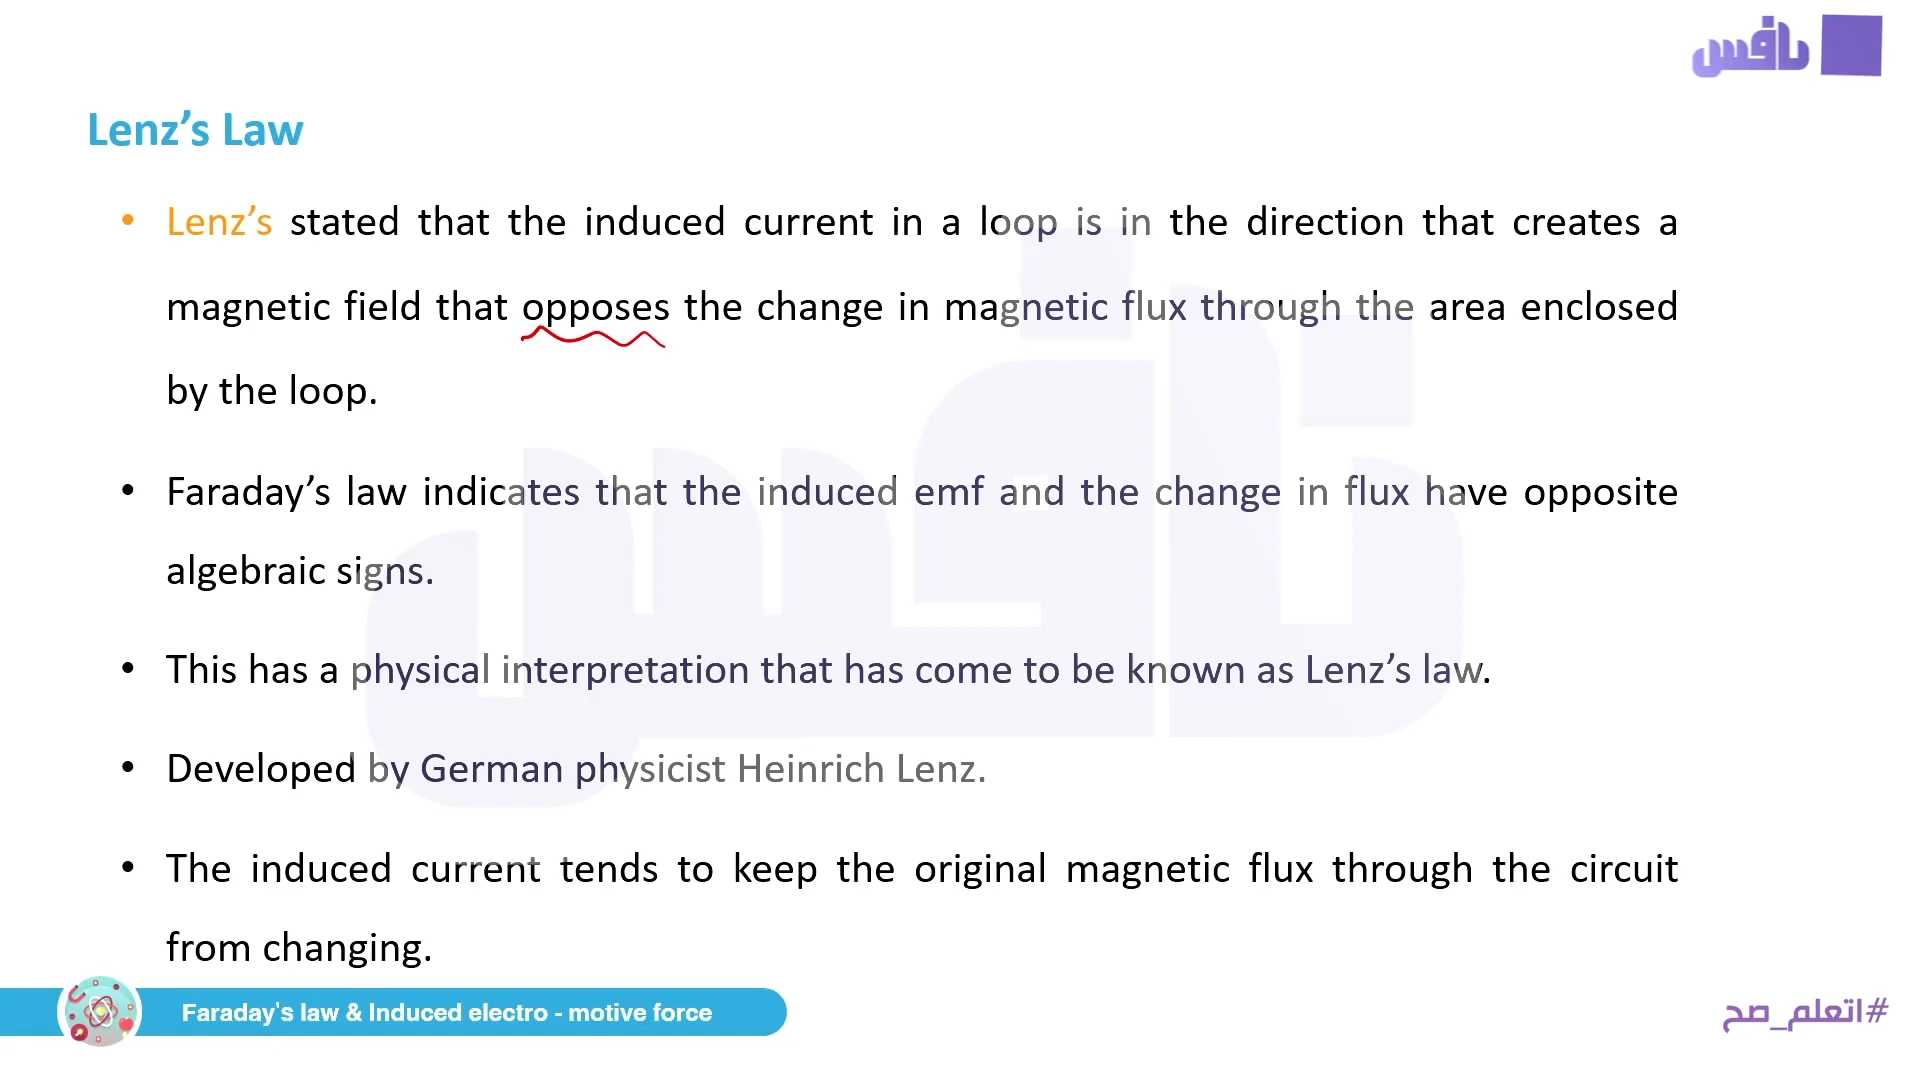 نافس
Lenz’s Law
• Lenz’s stated that the induced current in a loop is in the direction that creates a
magnetic field that opposes the change in magnetic flux through the area enclosed
by the loop.
• Faraday’s law indicates that the induced emf and the change in flux have opposite
algebraic signs.
• This has a physical interpretation that has come to be known as Lenz’s law.
• Developed by German physicist Heinrich Lenz.
• The induced current tends to keep the original magnetic flux through the circuit
from changing.
نافس
Faraday's law & Induced electro - motive force
#اتعلم_صح